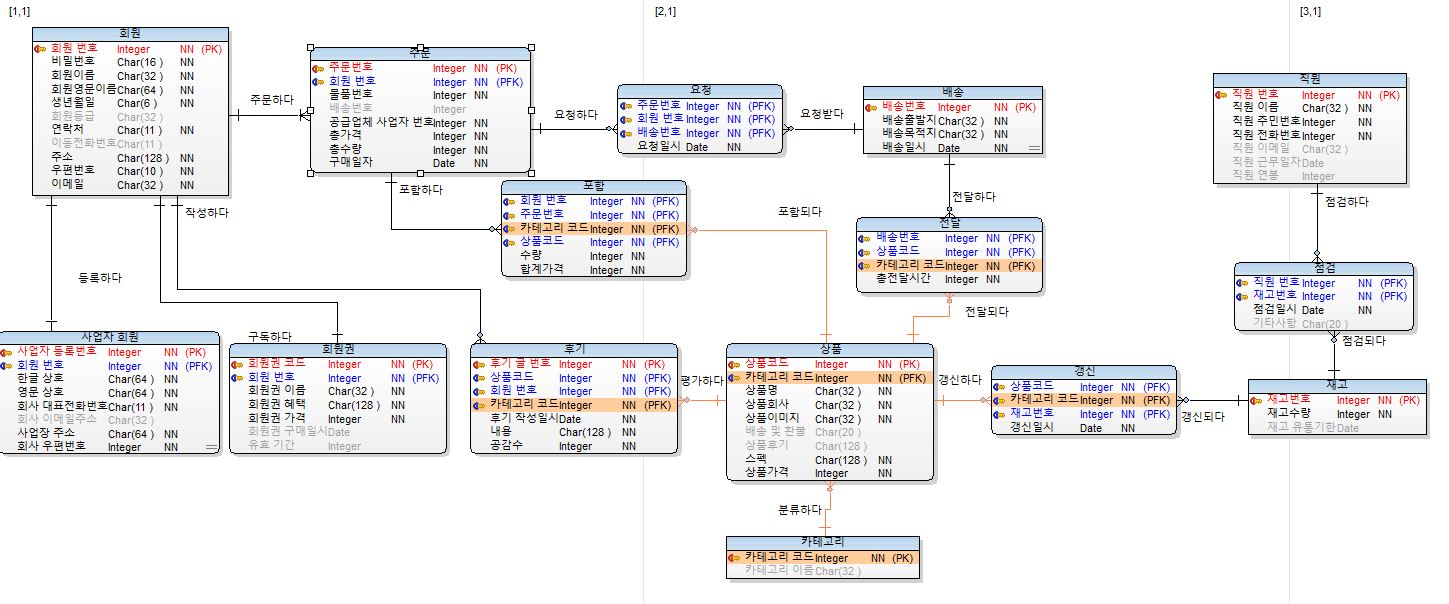 [1,1]
[2,1]
[3,1]
회원
회원 번호 Integer NN (PK)
비밀번호 Char(16 ) NN
회원이름 Char(32 ) NN
회원영문이름 Char(64 ) NN
생년월일 Char(6 ) NN
회원등급 Char(32 )
연락처 Char(11 ) NN
이동전화번호 Char(11 )
주소 Char(128 ) NN
우편번호 Char(10 ) NN
이메일 Char(32 ) NN
주문하다
주문
주문번호 Integer NN (PK)
회원 번호 Integer NN (PFK)
물품번호 Integer NN
배송번호 Integer
공급업체 사업자 번호 Integer NN
총가격 Integer NN
총수량 Integer NN
구매일자 Date NN
요청하다
요청
주문번호 Integer NN (PFK)
회원 번호 Integer NN (PFK)
배송번호 Integer NN (PFK)
요청일시 Date NN
요청받다
배송
배송번호 Integer NN (PK)
배송출발지 Char(32 ) NN
배송목적지 Char(32 ) NN
배송일시 Date NN
직원
직원 번호 Integer NN (PK)
직원 이름 Char(32 ) NN
직원 주민번호 Integer NN
직원 전화번호 Integer NN
직원 이메일 Char(32 )
직원 근무일자 Date
직원 연봉 Integer
작성하다
포함하다
포함
회원 번호 Integer NN (PFK)
주문번호 Integer NN (PFK)
카테고리 코드 Integer NN (PFK)
상품코드 Integer NN (PFK)
수량 Integer NN
합계가격 Integer NN
포함되다
전달하다
전달
배송번호 Integer NN (PFK)
상품코드 Integer NN (PFK)
카테고리 코드 Integer NN (PFK)
총전달시간 Integer NN
전달되다
점검하다
점검
직원 번호 Integer NN (PFK)
재고번호 Integer NN (PFK)
점검일시 Date NN
기타사항 Char(20 )
점검되다
등록하다
구독하다
사업자 회원
사업자 등록번호 Integer NN (PK)
회원 번호 Integer NN (PFK)
한글 상호 Char(64 ) NN
영문 상호 Char(64 ) NN
회사 대표전화번호 Char(11 ) NN
회사 이메일주소 Char(32 )
사업장 주소 Char(64 ) NN
회사 우편번호 Char(10 ) NN
회원권
회원권 코드 Integer NN (PK)
회원 번호 Integer NN (PFK)
회원권 이름 Char(32 ) NN
회원권 혜택 Char(128 ) NN
회원권 가격 Integer NN
회원권 구매일시 Date
유효 기간 Integer
후기
후기 글 번호 Integer NN (PK)
상품코드 Integer NN (PFK)
회원 번호 Integer NN (PFK)
카테고리 코드 Integer NN (PFK)
후기 작성일시 Date NN
내용 Char(128 ) NN
공감수 Integer NN
평가하다
상품
상품코드 Integer NN (PK)
카테고리 코드 Integer NN (PFK)
상품명 Char(32 ) NN
상품회사 Char(32 ) NN
상품이미지 Char(32 ) NN
배송 및 환불 Char(20 )
상품후기 Char(128 )
스펙 Char(128 ) NN
상품가격 Integer NN
갱신하다
갱신
상품코드 Integer NN (PFK)
카테고리 코드 Integer NN (PFK)
재고번호 Integer NN (PFK)
갱신일시 Date NN
갱신되다
재고
재고번호 Integer NN (PK)
재고수량 Integer NN
재고 유통기한 Date
분류하다
카테고리
카테고리 코드 Integer NN (PK)
카테고리 이름 Char(32 )